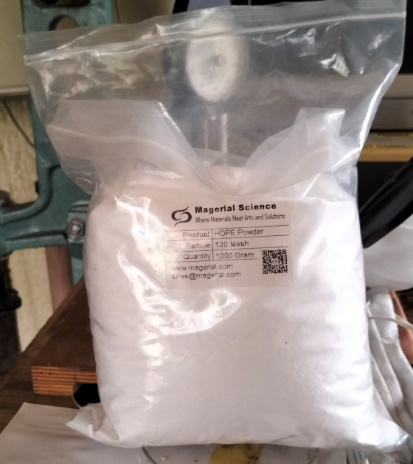 Magerial Science
Where Materials Meet Arts and Solutions
Product HDPE Powder
Particle 120 Mesh
Quantity 1000 Gram
www.magerial.com
sales@magerial.com